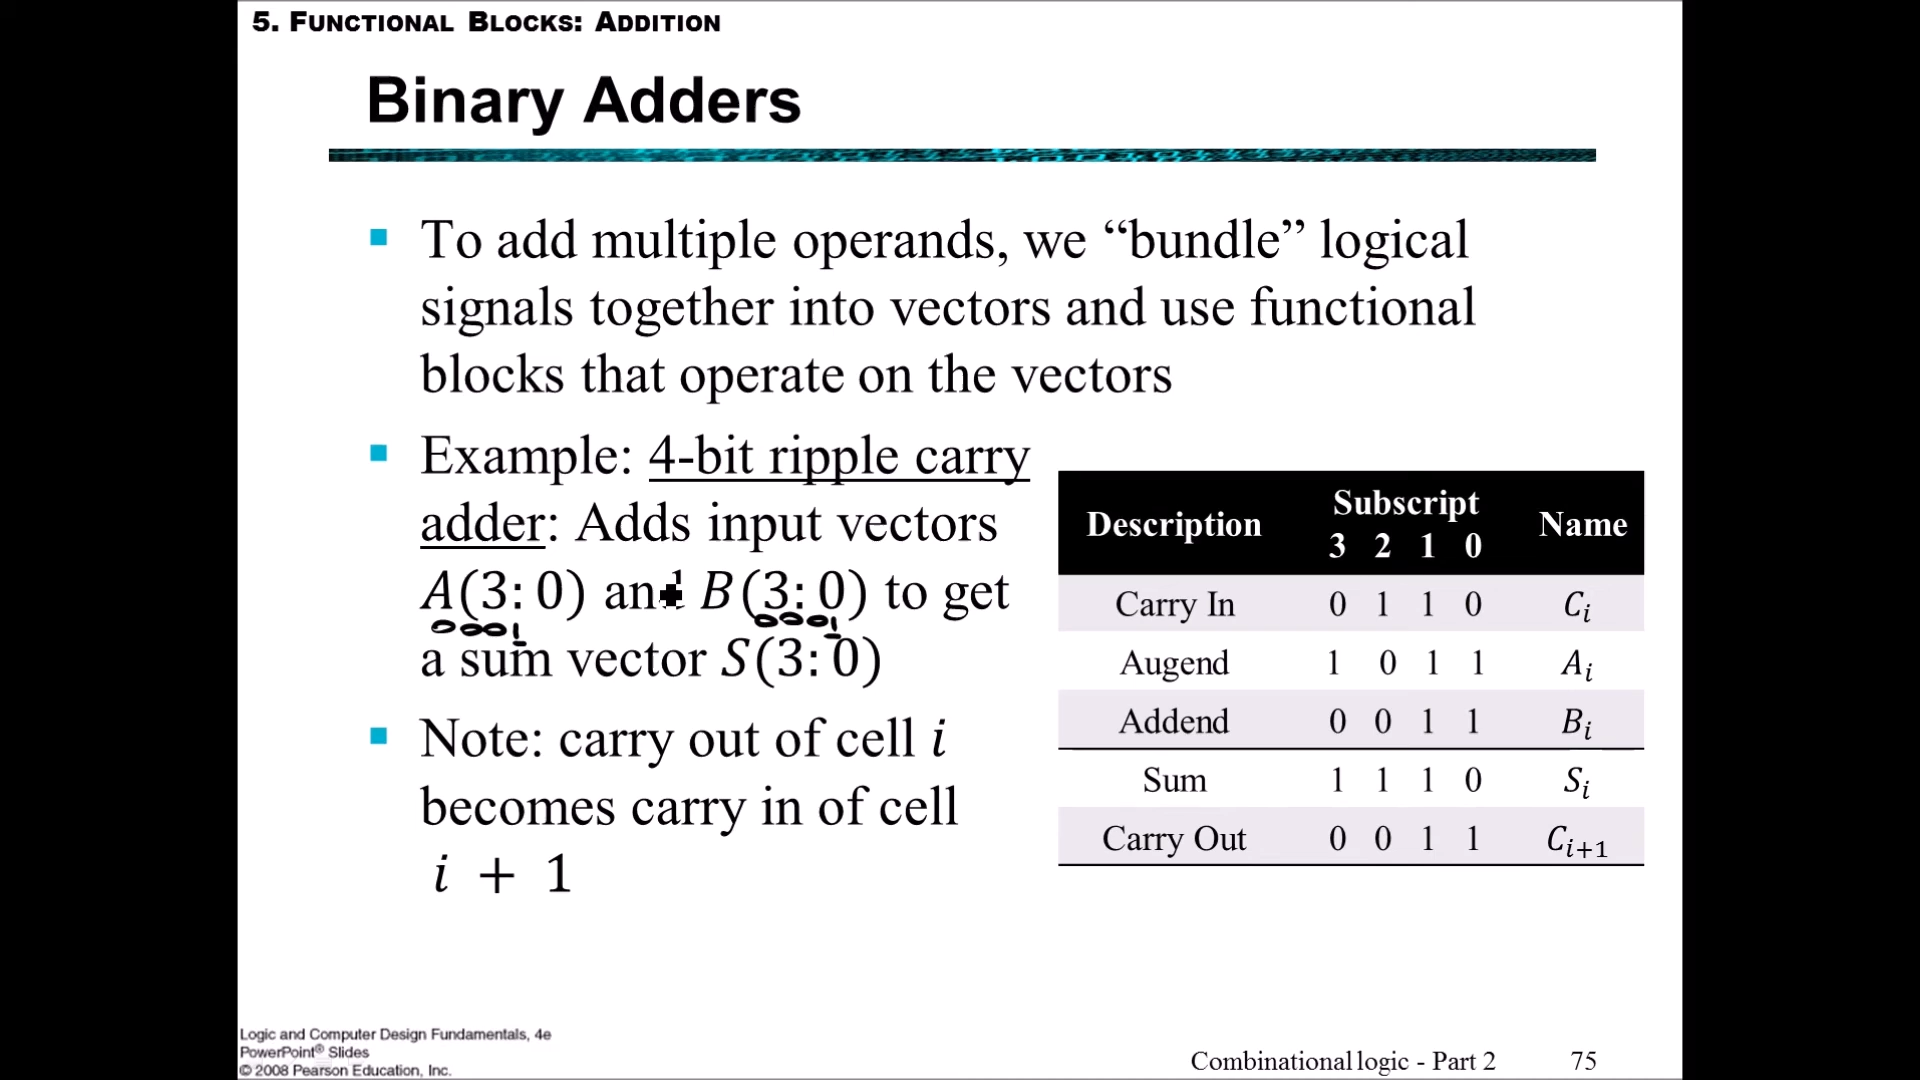 5. FUNCTIONAL BLOCKS: ADDITION
Binary Adders
▪ To add multiple operands, we “bundle” logical
signals together into vectors and use functional
blocks that operate on the vectors
▪ Example: 4-bit ripple carry
adder: Adds input vectors
A(3:0) and B(3:0) to get
0001 0001
a sum vector S(3:0)
▪ Note: carry out of cell i
becomes carry in of cell
i + 1
Description Subscript Name
3 2 1 0
Carry In 0 1 1 0 Cᵢ
Augend 1 0 1 1 Aᵢ
Addend 0 0 1 1 Bᵢ
Sum 1 1 1 0 Sᵢ
Carry Out 0 0 1 1 Cᵢ₊₁
Logic and Computer Design Fundamentals, 4e
PowerPoint® Slides
© 2008 Pearson Education, Inc.
Combinational logic - Part 2 75